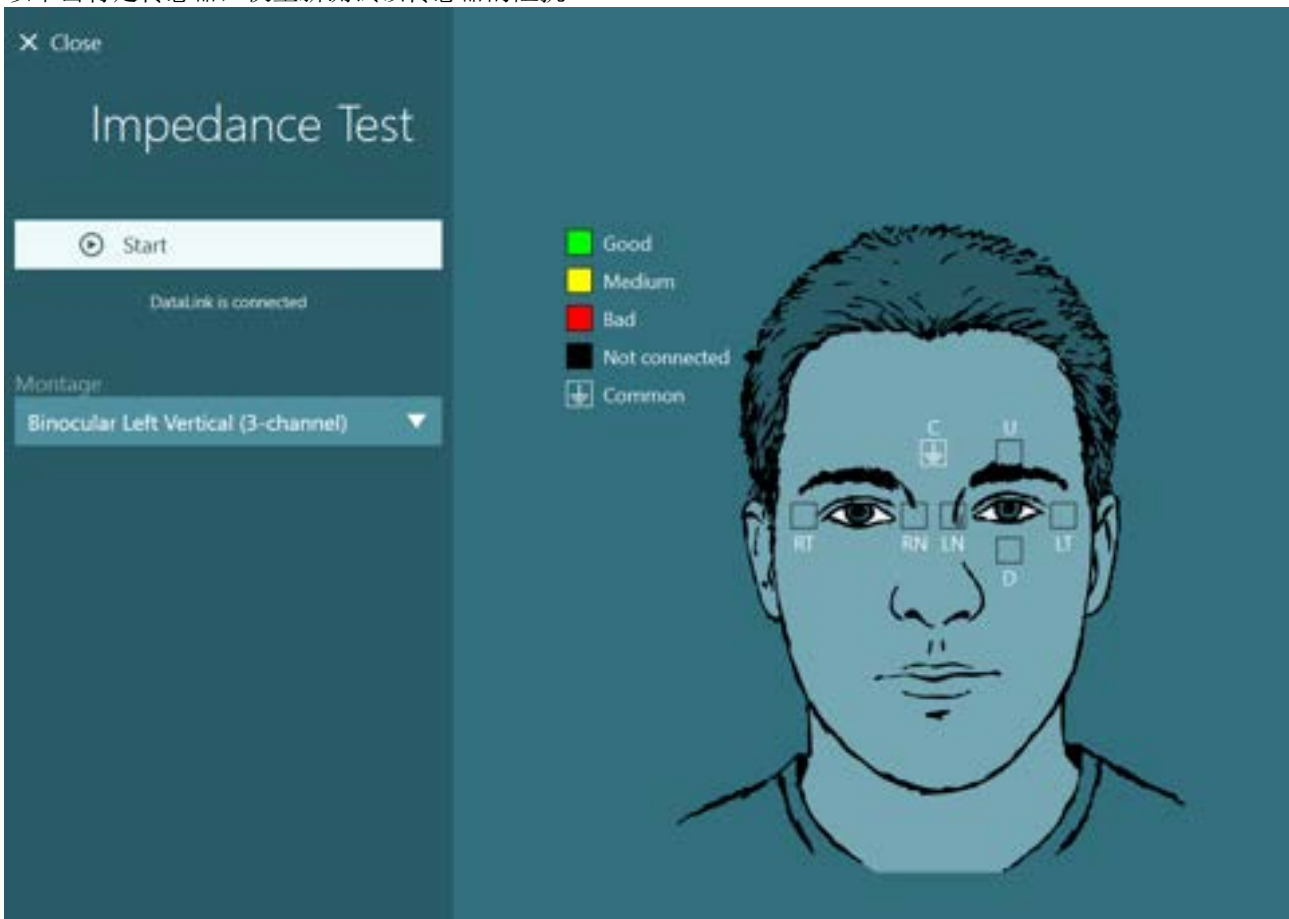 ✕ Close
Impedance Test
Start
DataLink is connected
Montage
Binocular Left Vertical (3-channel)
Good
Medium
Bad
Not connected
Common
C
U
RT
RN
LN
LT
D